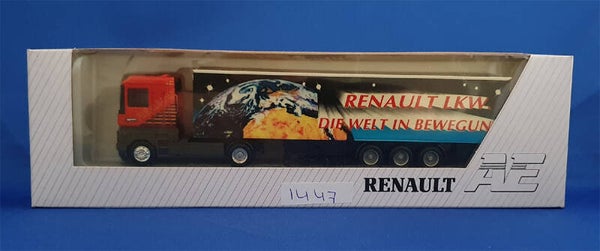 RENAULT LKW
DIE WELT IN BEWEGUN
1447
RENAULT AE